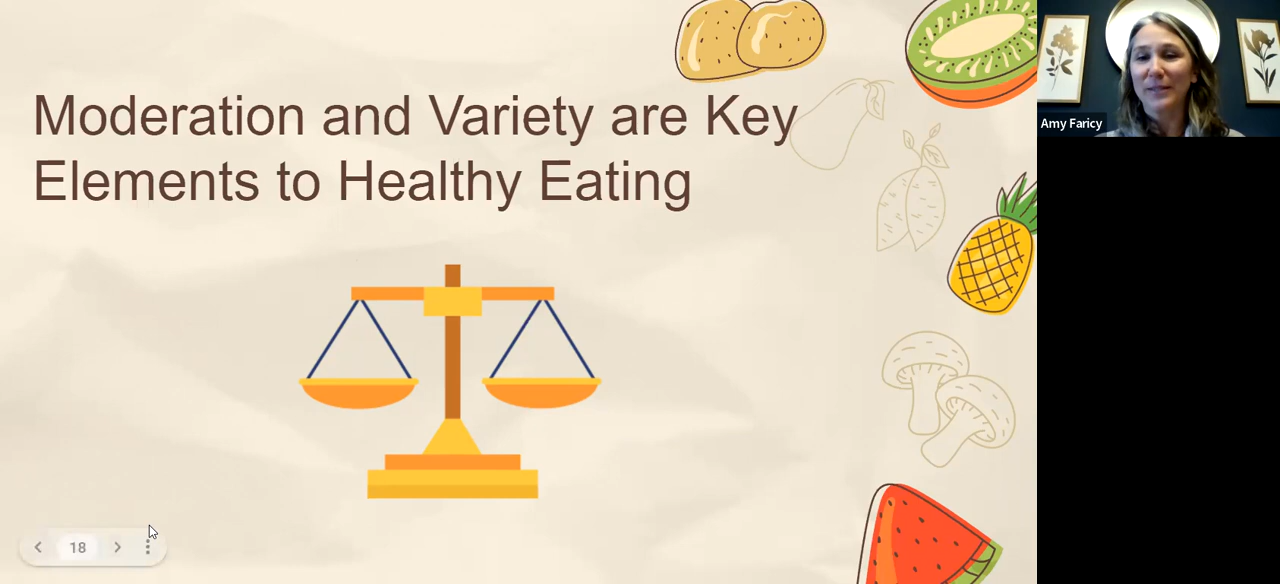 Moderation and Variety are Key
Elements to Healthy Eating
Amy Faricy
18